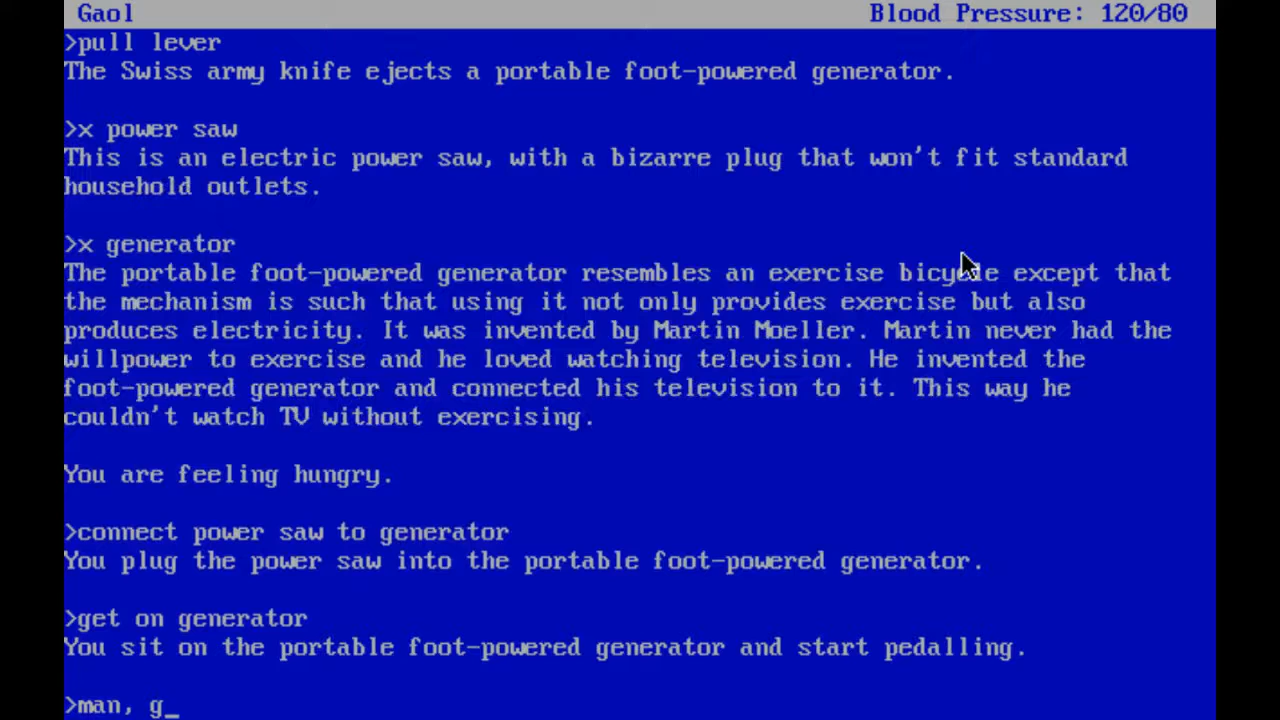 Gaol Blood Pressure: 120/80
>pull lever
The Swiss army knife ejects a portable foot-powered generator.
>x power saw
This is an electric power saw, with a bizarre plug that won't fit standard
household outlets.
>x generator
The portable foot-powered generator resembles an exercise bicycle except that
the mechanism is such that using it not only provides exercise but also
produces electricity. It was invented by Martin Moeller. Martin never had the
willpower to exercise and he loved watching television. He invented the
foot-powered generator and connected his television to it. This way he
couldn't watch TV without exercising.
You are feeling hungry.
>connect power saw to generator
You plug the power saw into the portable foot-powered generator.
>get on generator
You sit on the portable foot-powered generator and start pedalling.
>man, g_